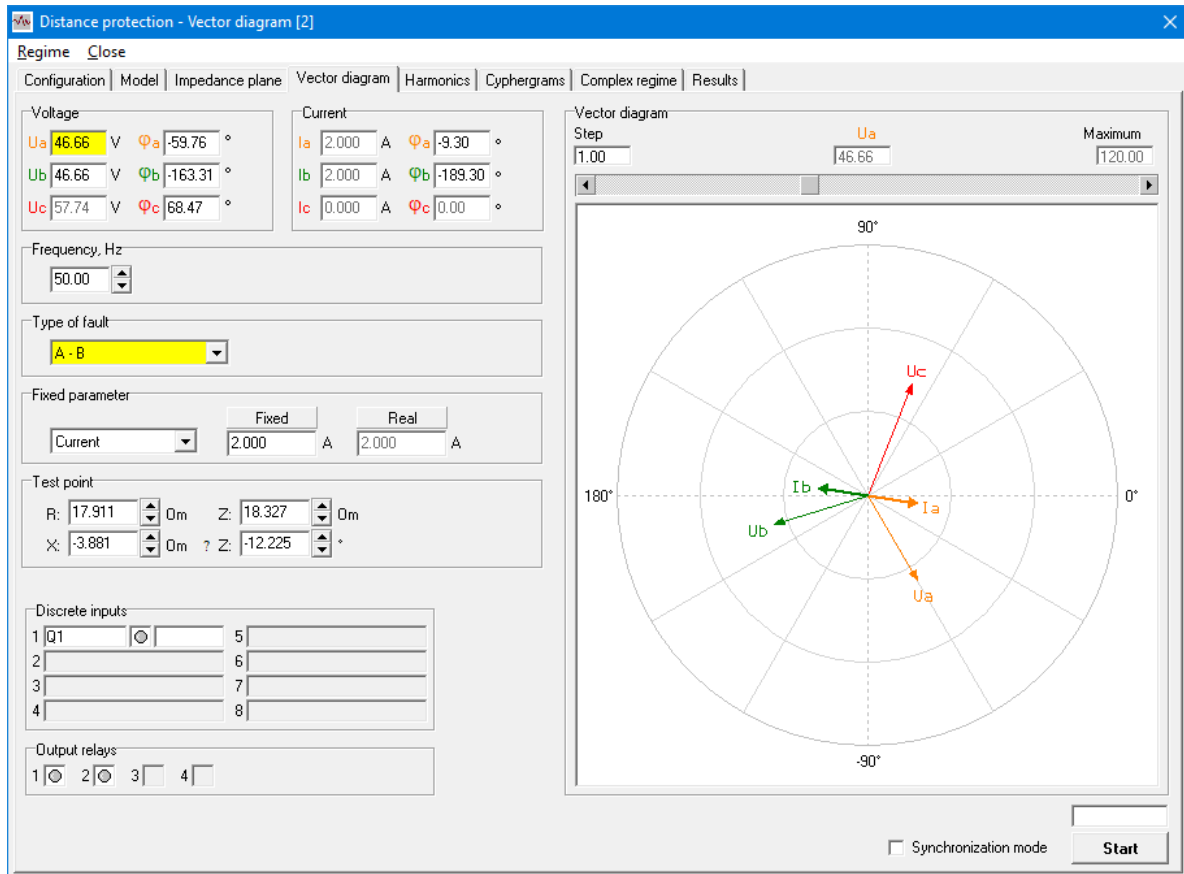 Distance protection - Vector diagram [2]
Regime Close
Configuration Model Impedance plane Vector diagram Harmonics Cyphergrams Complex regime Results
Voltage
Ua 46.66 V φa -59.76 °
Ub 46.66 V φb -163.31 °
Uc 57.74 V φc 68.47 °
Current
Ia 2.000 A φa -9.30 °
Ib 2.000 A φb -189.30 °
Ic 0.000 A φc 0.00 °
Frequency, Hz
50.00
Type of fault
A - B
Fixed parameter
Fixed Real
Current 2.000 A 2.000 A
Test point
R: 17.911 Om Z: 18.327 Om
X: -3.881 Om ? Z: -12.225 °
Discrete inputs
1 Q1 5
2 6
3 7
4 8
Output relays
1 2 3 4
Vector diagram
Step Ua Maximum
1.00 46.66 120.00
90°
Uc
180° Ib Ia 0°
Ub
Ua
-90°
Synchronization mode Start